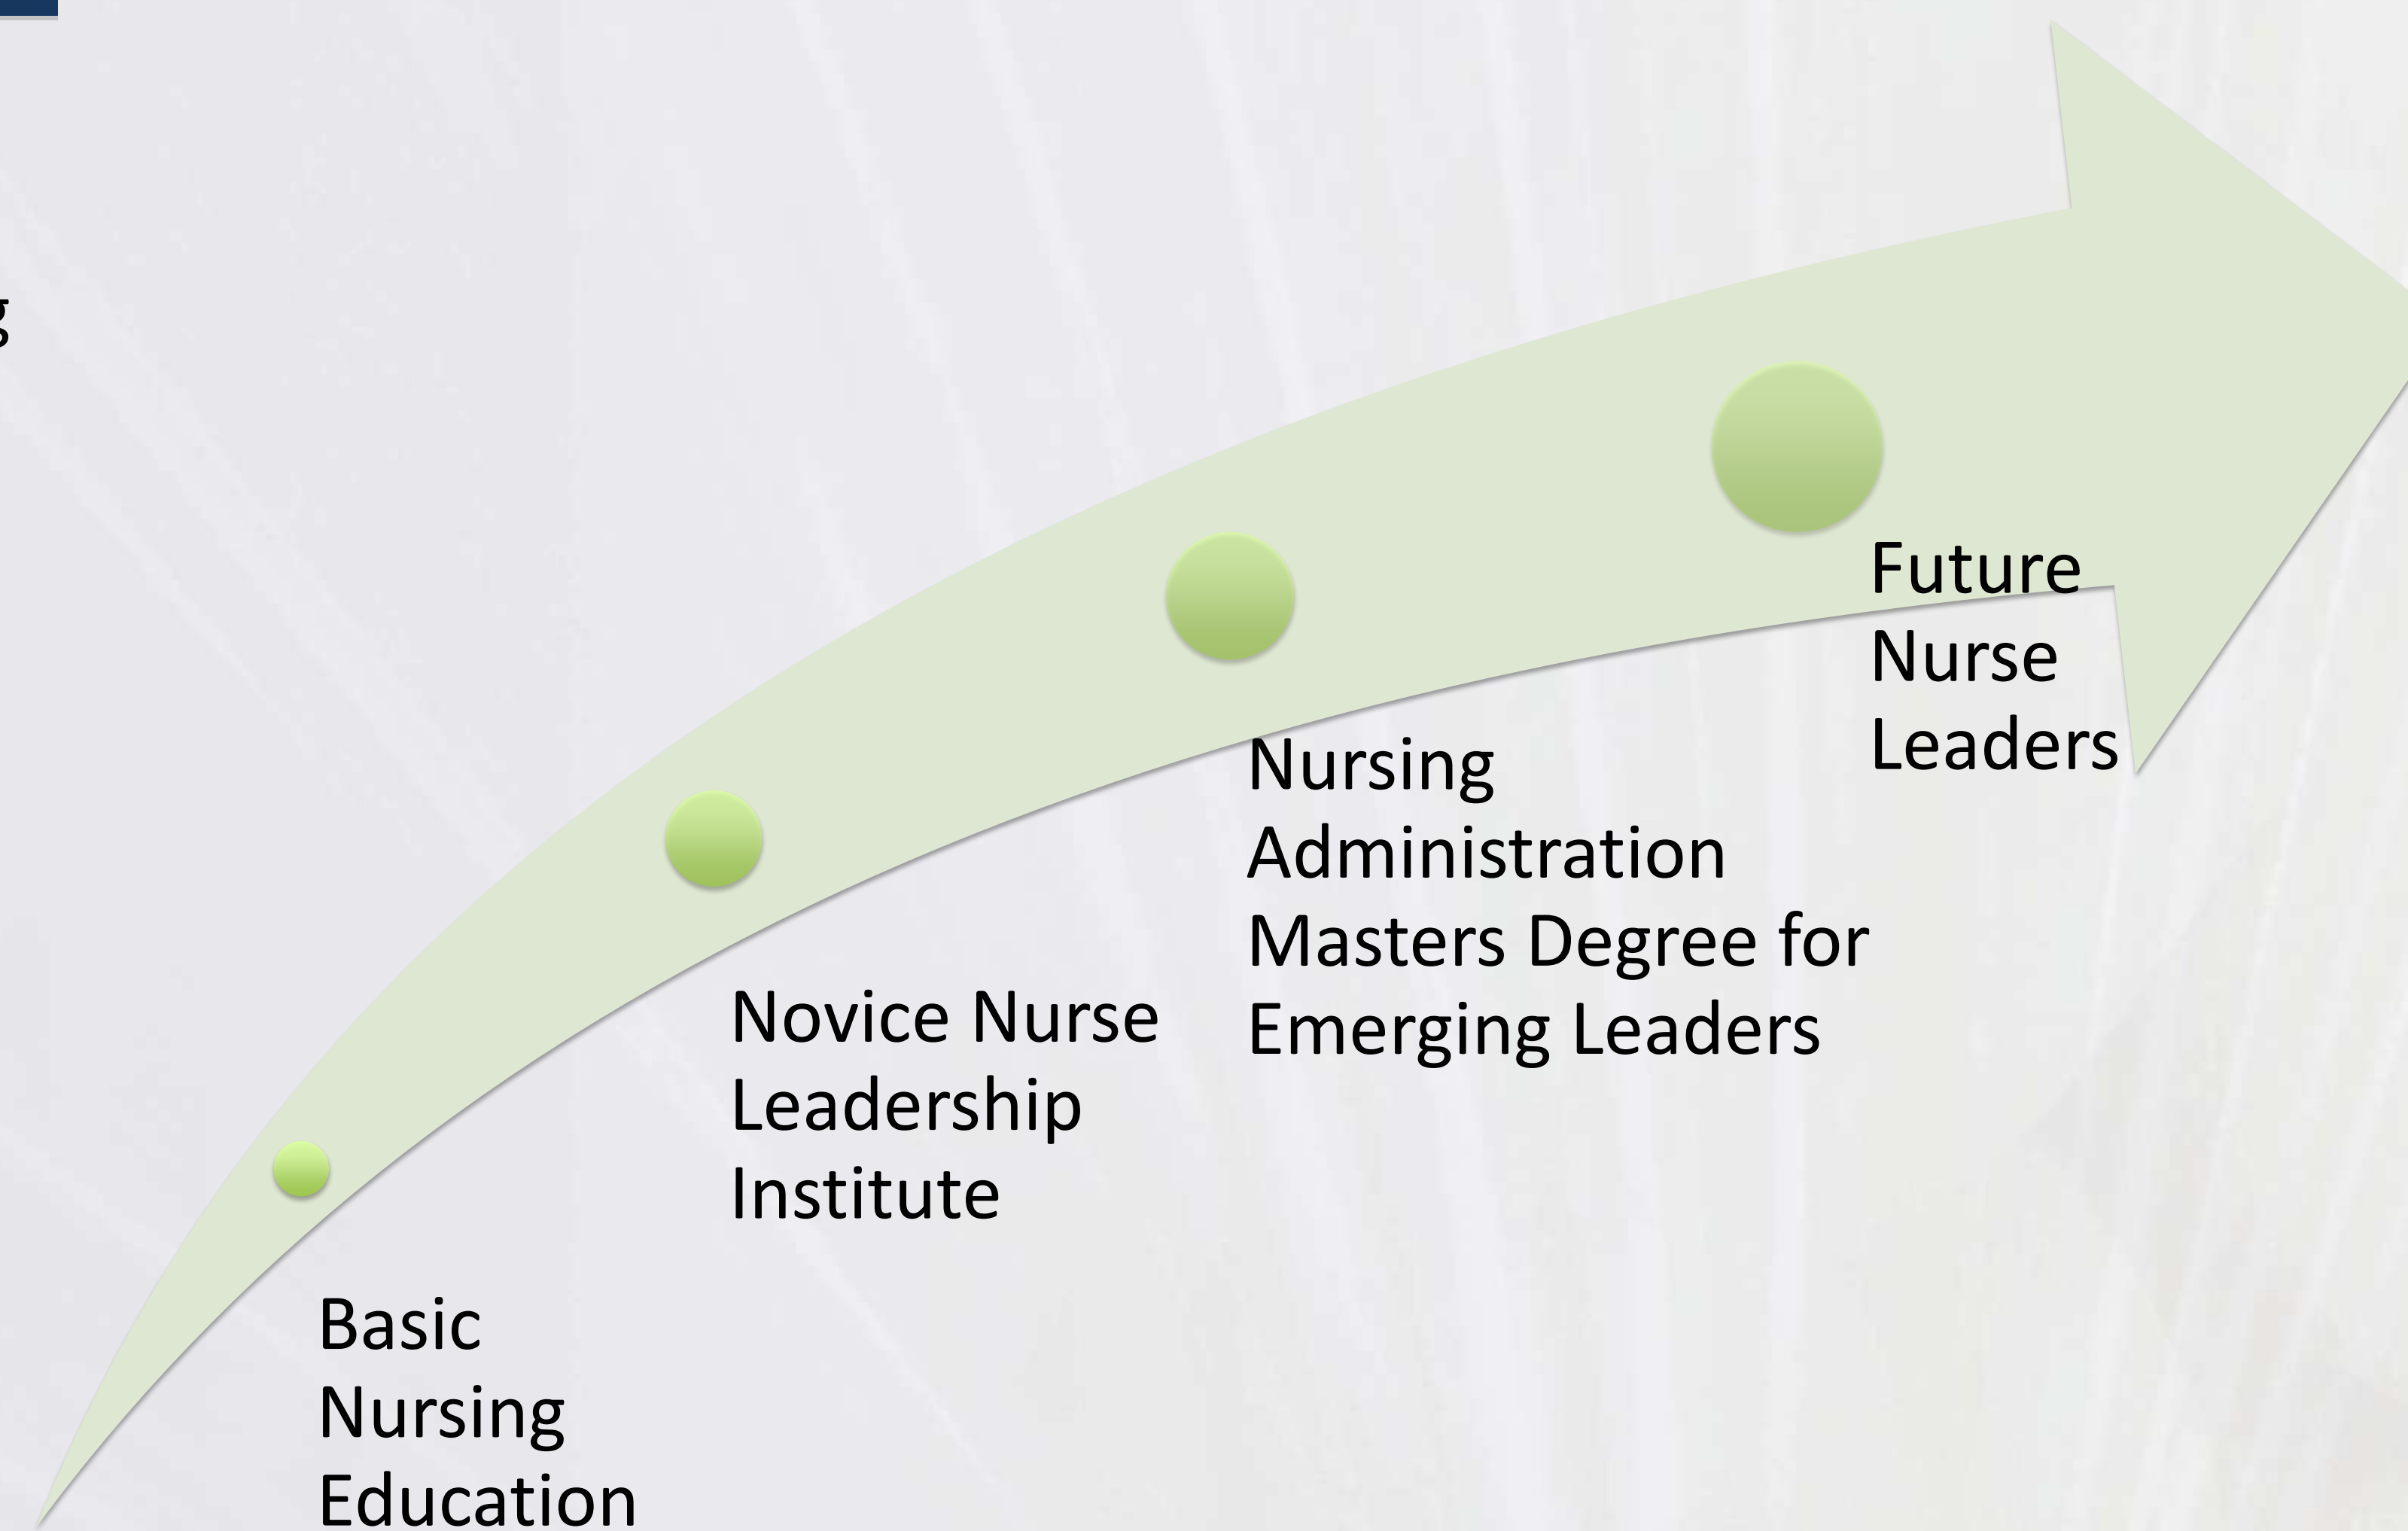 g
Future
Nurse
Leaders
Nursing
Administration
Masters Degree for
Emerging Leaders
Novice Nurse
Leadership
Institute
Basic
Nursing
Education